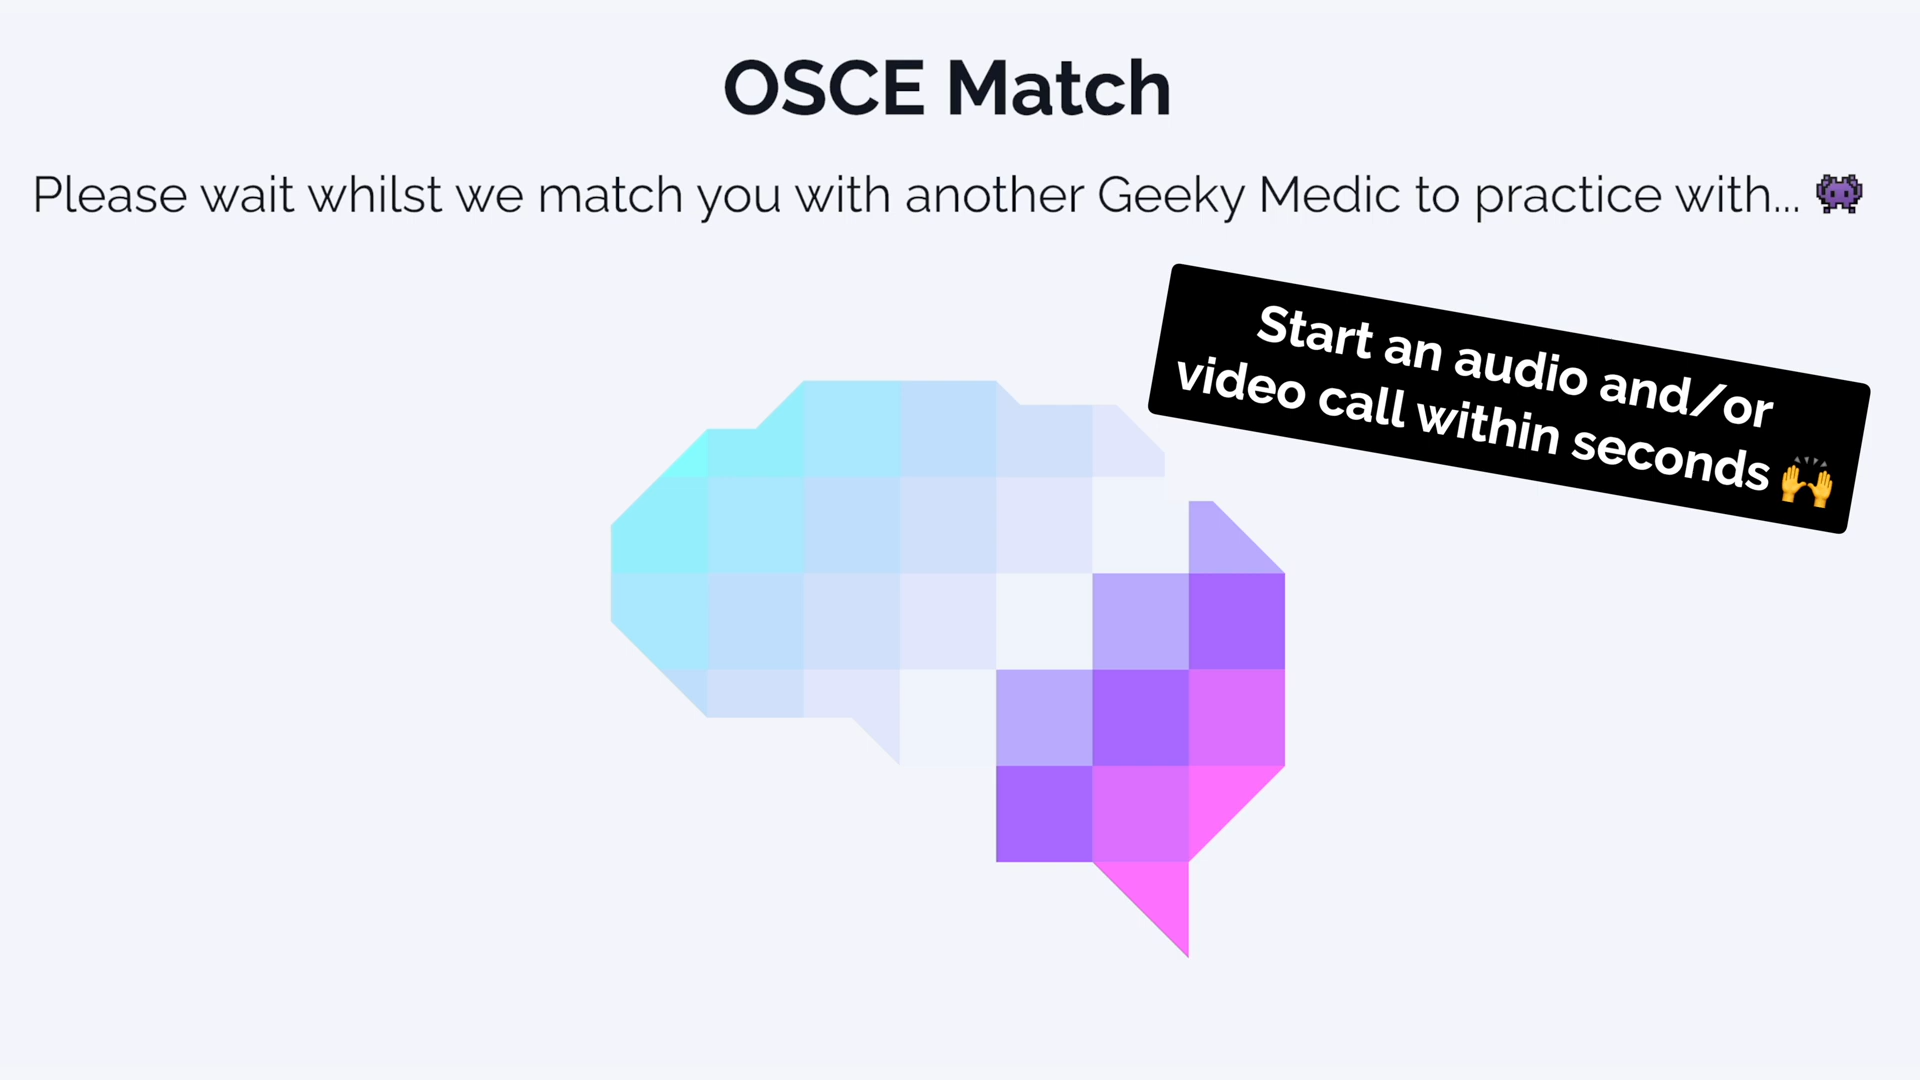 OSCE Match
Please wait whilst we match you with another Geeky Medic to practice with... 👾
Start an audio and/or
video call within seconds 🙌